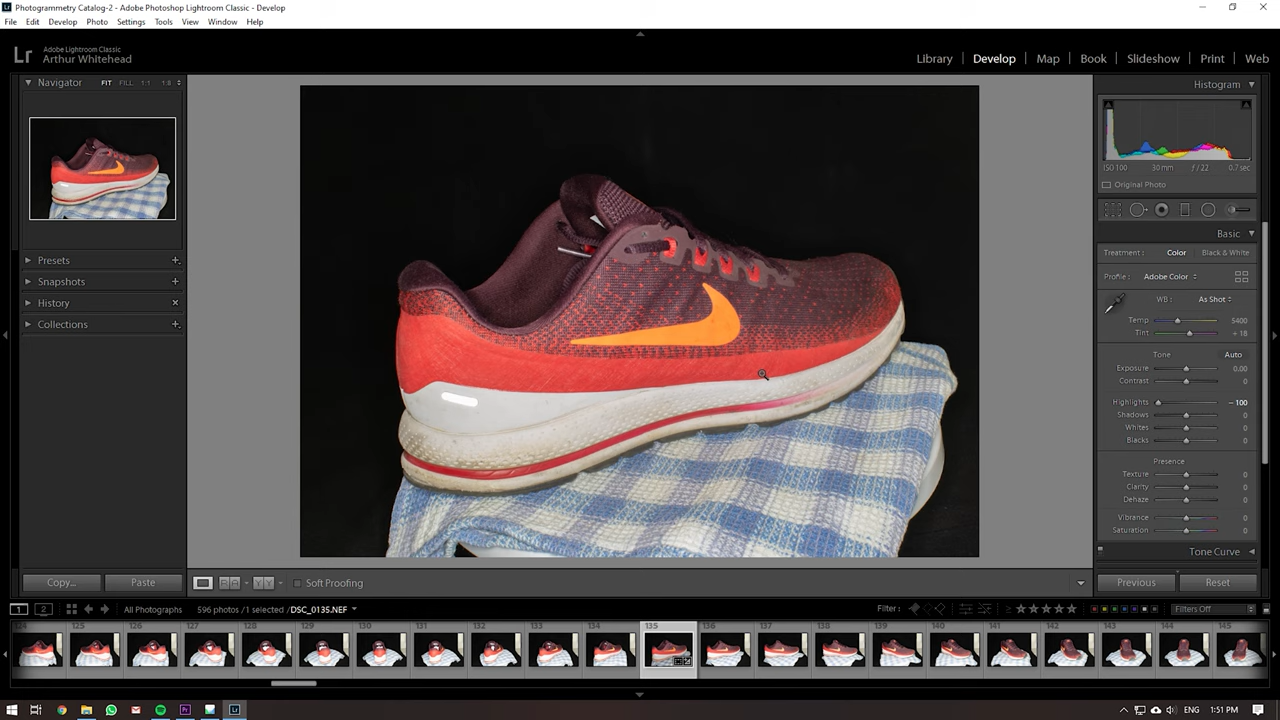 Photogrammetry Catalog-2 - Adobe Photoshop Lightroom Classic - Develop
File Edit Develop Photo Settings Tools View Window Help
Lr Adobe Lightroom Classic
Arthur Whitehead
Library | Develop | Map | Book | Slideshow | Print | Web
Navigator FIT FILL 1:1 1:8
Histogram
ISO 100 30 mm ƒ / 22 0.7 sec
Original Photo
Basic
Treatment: Color Black & White
Profile: Adobe Color
WB: As Shot
Temp 5400
Tint + 18
Tone Auto
Exposure 0.00
Contrast 0
Highlights − 100
Shadows 0
Whites 0
Blacks 0
Presence
Texture 0
Clarity 0
Dehaze 0
Vibrance 0
Saturation 0
Tone Curve
Presets
Snapshots
History
Collections
Copy... Paste
Soft Proofing
Previous Reset
1 2 All Photographs 596 photos / 1 selected / DSC_0135.NEF
Filter: Filters Off
124 125 126 127 128 129 130 131 132 133 134 135 136 137 138 139 140 141 142 143 144 145
1:51 PM